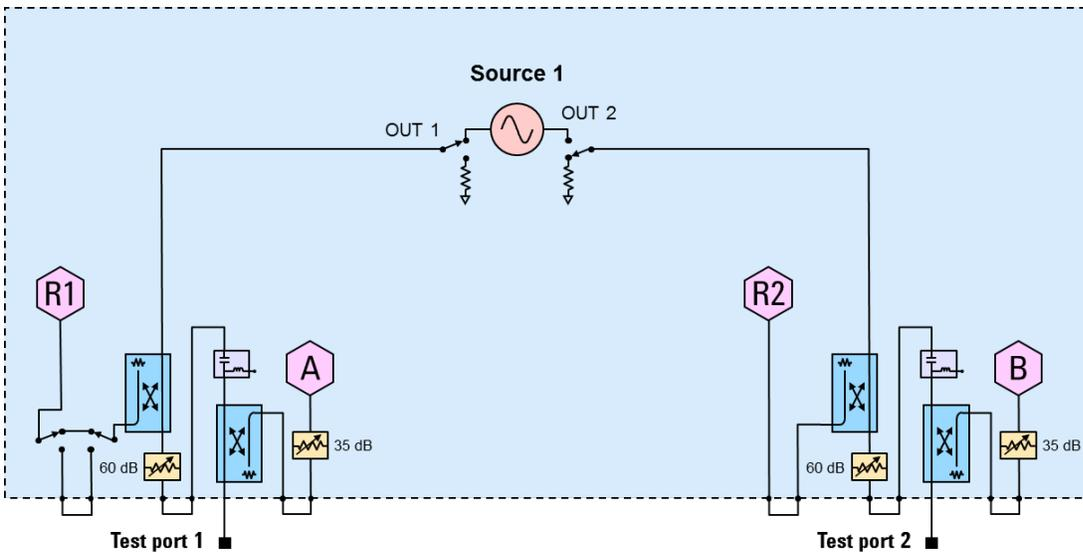 Source 1
OUT 1
OUT 2
R1
R2
A
B
60 dB
35 dB
60 dB
35 dB
Test port 1
Test port 2